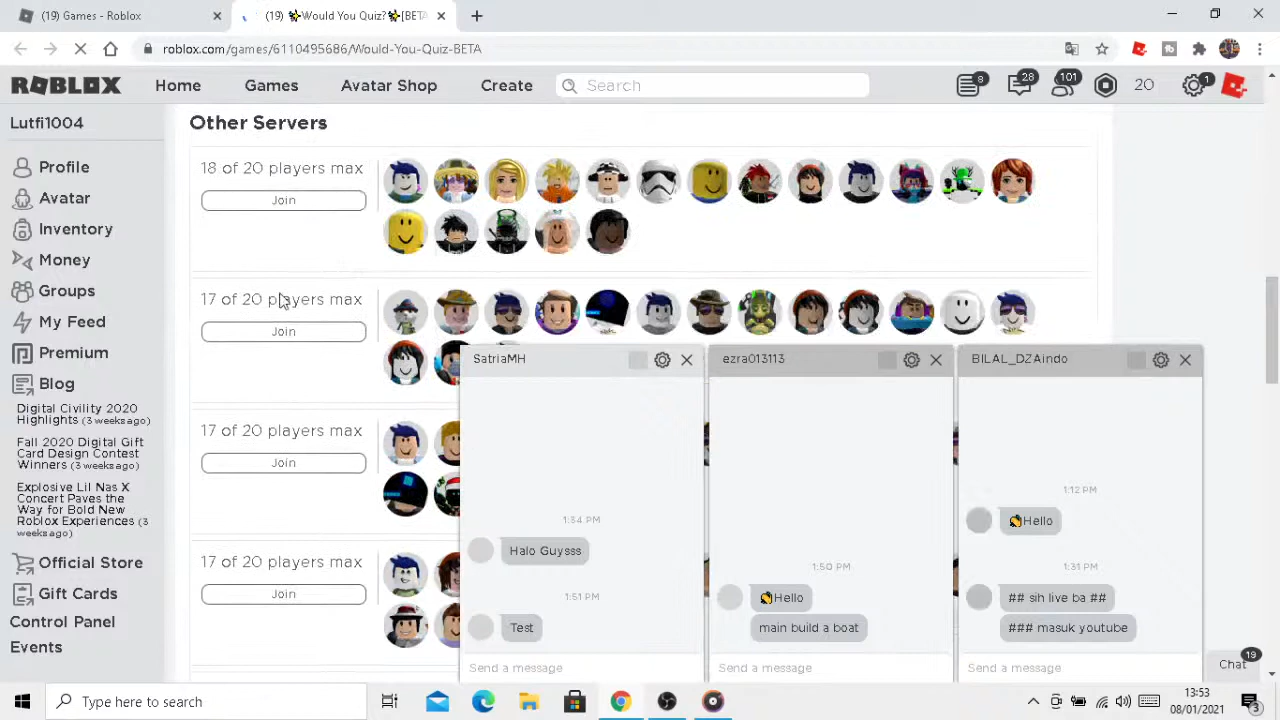 (19) Games - Roblox
(19) ✨Would You Quiz?✨[BETA
roblox.com/games/6110495686/Would-You-Quiz-BETA
ROBLOX
Home
Games
Avatar Shop
Create
Search
9
28
101
20
1
Lutfi1004
Profile
Avatar
Inventory
Money
Groups
My Feed
Premium
Blog
Digital Civility 2020
Highlights (3 weeks ago)
Fall 2020 Digital Gift
Card Design Contest
Winners (3 weeks ago)
Explosive Lil Nas X
Concert Paves the
Way for Bold New
Roblox Experiences (3
weeks ago)
Official Store
Gift Cards
Control Panel
Events
Other Servers
18 of 20 players max
Join
17 of 20 players max
Join
17 of 20 players max
Join
17 of 20 players max
Join
SatriaMH
1:34 PM
Halo Guysss
1:51 PM
Test
Send a message
ezra013113
1:50 PM
👏Hello
main build a boat
Send a message
BILAL_DZAindo
1:12 PM
👏Hello
1:31 PM
## sih live ba ##
### masuk youtube
Send a message
Chat
19
Type here to search
13:53
08/01/2021
3